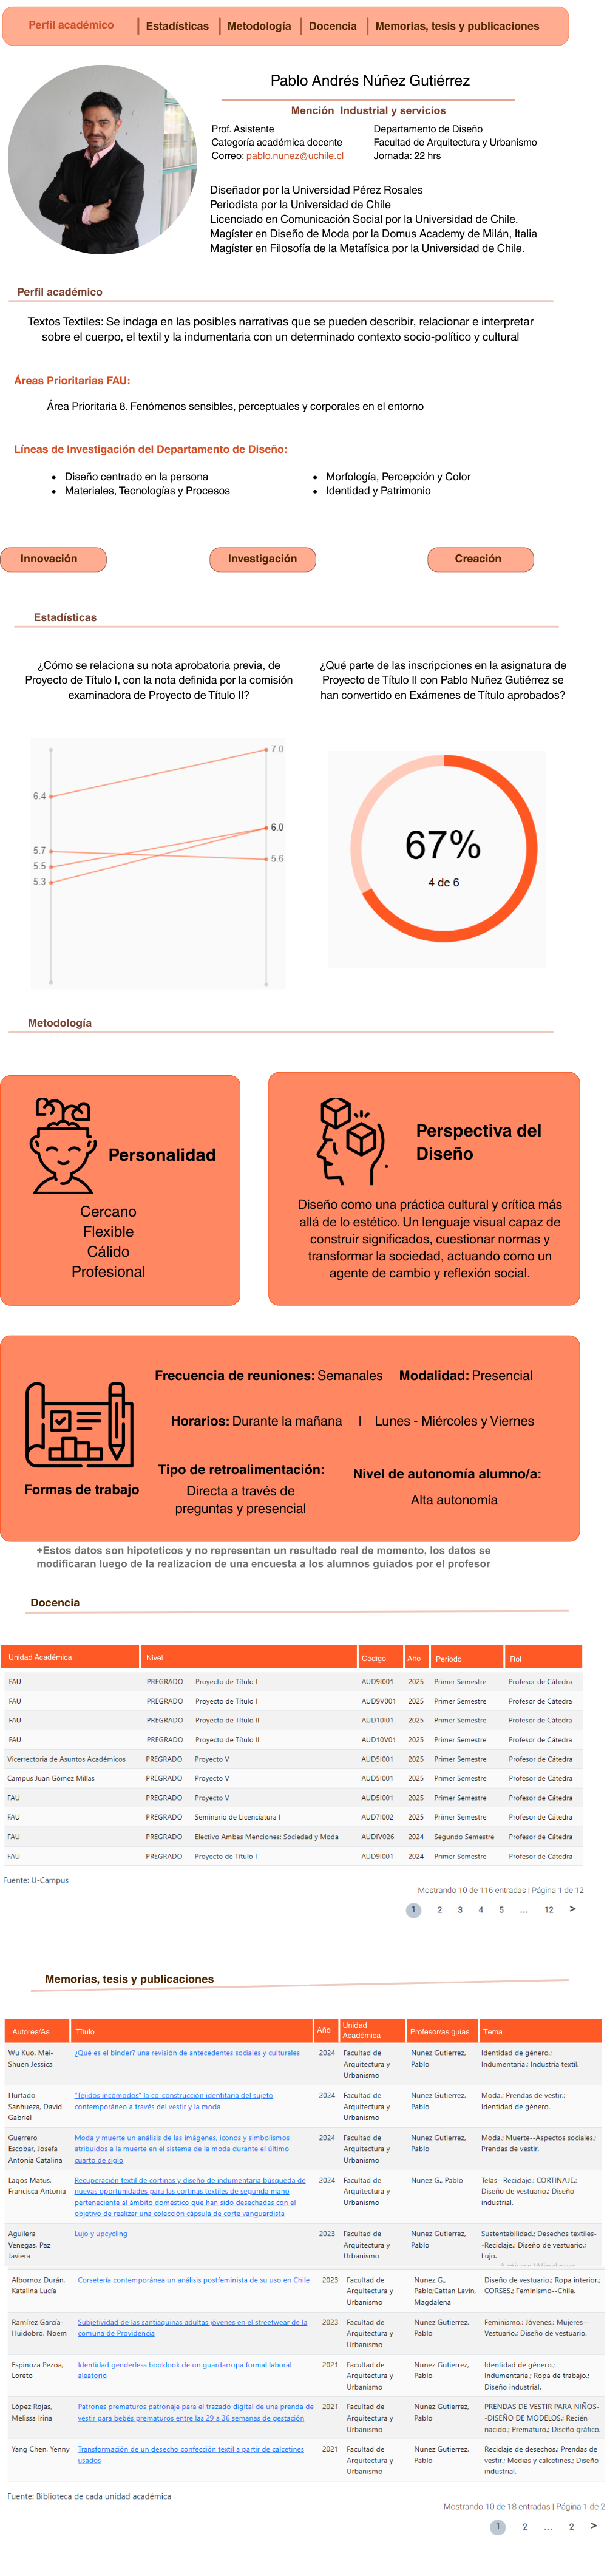 Perfil académico
Estadísticas
Metodología
Docencia
Memorias, tesis y publicaciones
Pablo Andrés Núñez Gutiérrez
Mención Industrial y servicios
Prof. Asistente
Categoría académica docente
Correo: pablo.nunez@uchile.cl
Departamento de Diseño
Facultad de Arquitectura y Urbanismo
Jornada: 22 hrs
Diseñador por la Universidad Pérez Rosales
Periodista por la Universidad de Chile
Licenciado en Comunicación Social por la Universidad de Chile.
Magíster en Diseño de Moda por la Domus Academy de Milán, Italia
Magíster en Filosofía de la Metafísica por la Universidad de Chile.
Perfil académico
Textos Textiles: Se indaga en las posibles narrativas que se pueden describir, relacionar e interpretar
sobre el cuerpo, el textil y la indumentaria con un determinado contexto socio-político y cultural
Áreas Prioritarias FAU:
Área Prioritaria 8. Fenómenos sensibles, perceptuales y corporales en el entorno
Líneas de Investigación del Departamento de Diseño:
• Diseño centrado en la persona
• Materiales, Tecnologías y Procesos
• Morfología, Percepción y Color
• Identidad y Patrimonio
Innovación
Investigación
Creación
Estadísticas
¿Cómo se relaciona su nota aprobatoria previa, de
Proyecto de Título I, con la nota definida por la comisión
examinadora de Proyecto de Título II?
¿Qué parte de las inscripciones en la asignatura de
Proyecto de Título II con Pablo Nuñez Gutiérrez se
han convertido en Exámenes de Título aprobados?
7.0
6.4
6.0
5.7
5.6
5.5
5.3
67%
4 de 6
Metodología
Personalidad
Cercano
Flexible
Cálido
Profesional
Perspectiva del
Diseño
Diseño como una práctica cultural y crítica más
allá de lo estético. Un lenguaje visual capaz de
construir significados, cuestionar normas y
transformar la sociedad, actuando como un
agente de cambio y reflexión social.
Formas de trabajo
Frecuencia de reuniones: Semanales Modalidad: Presencial
Horarios: Durante la mañana | Lunes - Miércoles y Viernes
Tipo de retroalimentación:
Directa a través de
preguntas y presencial
Nivel de autonomía alumno/a:
Alta autonomía
+Estos datos son hipoteticos y no representan un resultado real de momento, los datos se
modificaran luego de la realizacion de una encuesta a los alumnos guiados por el profesor
Docencia
Unidad Académica Nivel Código Año Periodo Rol
FAU PREGRADO Proyecto de Título I AUD9I001 2025 Primer Semestre Profesor de Cátedra
FAU PREGRADO Proyecto de Título I AUD9V001 2025 Primer Semestre Profesor de Cátedra
FAU PREGRADO Proyecto de Título II AUD10I01 2025 Primer Semestre Profesor de Cátedra
FAU PREGRADO Proyecto de Título II AUD10V01 2025 Primer Semestre Profesor de Cátedra
Vicerrectoria de Asuntos Académicos PREGRADO Proyecto V AUD5I001 2025 Primer Semestre Profesor de Cátedra
Campus Juan Gómez Millas PREGRADO Proyecto V AUD5I001 2025 Primer Semestre Profesor de Cátedra
FAU PREGRADO Proyecto V AUD5I001 2025 Primer Semestre Profesor de Cátedra
FAU PREGRADO Seminario de Licenciatura I AUD7I002 2025 Primer Semestre Profesor de Cátedra
FAU PREGRADO Electivo Ambas Menciones: Sociedad y Moda AUDIV026 2024 Segundo Semestre Profesor de Cátedra
FAU PREGRADO Proyecto de Título I AUD9I001 2024 Primer Semestre Profesor de Cátedra
Fuente: U-Campus
Mostrando 10 de 116 entradas | Página 1 de 12
1 2 3 4 5 ... 12 >
Memorias, tesis y publicaciones
Autores/As Título Año Unidad Académica Profesor/as guías Tema
Wu Kuo, Mei-Shuen Jessica ¿Qué es el binder? una revisión de antecedentes sociales y culturales 2024 Facultad de Arquitectura y Urbanismo Nunez Gutierrez, Pablo Identidad de género.; Indumentaria.; Industria textil.
Hurtado Sanhueza, David Gabriel "Tejidos incómodos" la co-construcción identitaria del sujeto contemporáneo a través del vestir y la moda 2024 Facultad de Arquitectura y Urbanismo Nunez Gutierrez, Pablo Moda.; Prendas de vestir.; Identidad de género.
Guerrero Escobar, Josefa Antonia Catalina Moda y muerte un análisis de las imágenes, iconos y simbolismos atribuidos a la muerte en el sistema de la moda durante el último cuarto de siglo 2024 Facultad de Arquitectura y Urbanismo Nunez Gutierrez, Pablo Moda.; Muerte--Aspectos sociales.; Prendas de vestir.
Lagos Matus, Francisca Antonia Recuperación textil de cortinas y diseño de indumentaria búsqueda de nuevas oportunidades para las cortinas textiles de segunda mano perteneciente al ámbito doméstico que han sido desechadas con el objetivo de realizar una colección cápsula de corte vanguardista 2024 Facultad de Arquitectura y Urbanismo Nunez G., Pablo Telas--Reciclaje.; CORTINAJE.; Diseño de vestuario.; Diseño industrial.
Aguilera Venegas, Paz Javiera Lujo y upcycling 2023 Facultad de Arquitectura y Urbanismo Nunez Gutierrez, Pablo Sustentabilidad.; Desechos textiles--Reciclaje.; Diseño de vestuario.; Lujo.
Albornoz Durán, Katalina Lucía Corsetería contemporánea un análisis postfeminista de su uso en Chile 2023 Facultad de Arquitectura y Urbanismo Nunez G., Pablo;Cattan Lavin, Magdalena Diseño de vestuario.; Ropa interior.; CORSES.; Feminismo--Chile.
Ramírez García-Huidobro, Noem Subjetividad de las santiaguinas adultas jóvenes en el streetwear de la comuna de Providencia 2023 Facultad de Arquitectura y Urbanismo Nunez Gutierrez, Pablo Feminismo.; Jóvenes.; Mujeres--Vestuario.; Diseño de vestuario.
Espinoza Pezoa, Loreto Identidad genderless booklook de un guardarropa formal laboral aleatorio 2021 Facultad de Arquitectura y Urbanismo Nunez Gutierrez, Pablo Identidad de género.; Indumentaria.; Ropa de trabajo.; Diseño industrial.
López Rojas, Melissa Irina Patrones prematuros patronaje para el trazado digital de una prenda de vestir para bebés prematuros entre las 29 a 36 semanas de gestación 2021 Facultad de Arquitectura y Urbanismo Nunez Gutierrez, Pablo PRENDAS DE VESTIR PARA NIÑOS--DISEÑO DE MODELOS.; Recién nacido.; Prematuro.; Diseño gráfico.
Yang Chen, Yenny Transformación de un desecho confección textil a partir de calcetines usados 2021 Facultad de Arquitectura y Urbanismo Nunez Gutierrez, Pablo Reciclaje de desechos.; Prendas de vestir.; Medias y calcetines.; Diseño industrial.
Fuente: Biblioteca de cada unidad académica
Mostrando 10 de 18 entradas | Página 1 de 2
1 2 ... 2 >